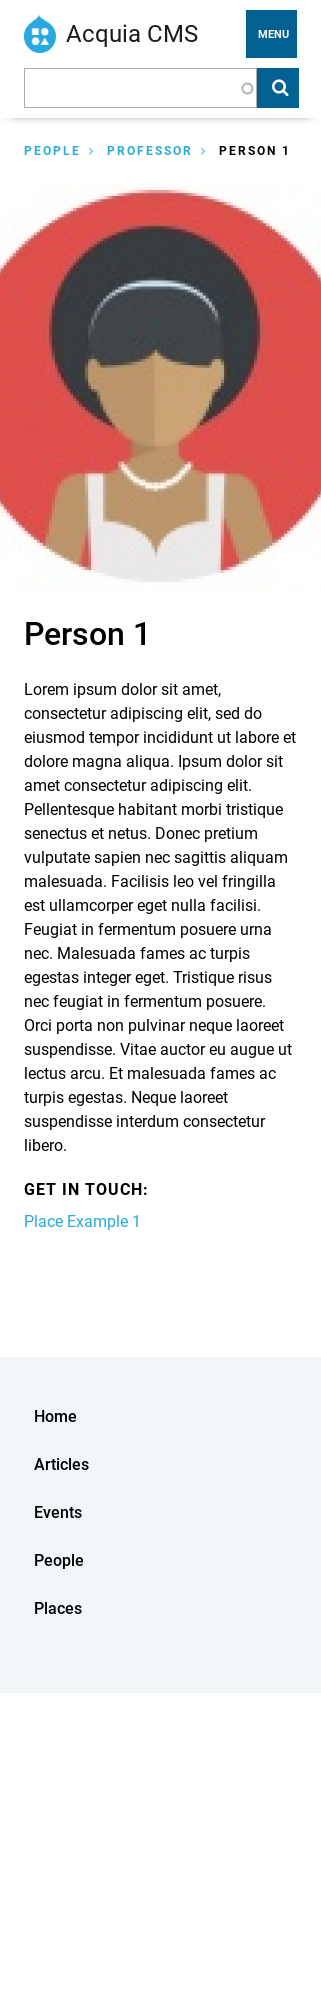 Acquia CMS
MENU
PEOPLE > PROFESSOR > PERSON 1
Person 1
Lorem ipsum dolor sit amet,
consectetur adipiscing elit, sed do
eiusmod tempor incididunt ut labore et
dolore magna aliqua. Ipsum dolor sit
amet consectetur adipiscing elit.
Pellentesque habitant morbi tristique
senectus et netus. Donec pretium
vulputate sapien nec sagittis aliquam
malesuada. Facilisis leo vel fringilla
est ullamcorper eget nulla facilisi.
Feugiat in fermentum posuere urna
nec. Malesuada fames ac turpis
egestas integer eget. Tristique risus
nec feugiat in fermentum posuere.
Orci porta non pulvinar neque laoreet
suspendisse. Vitae auctor eu augue ut
lectus arcu. Et malesuada fames ac
turpis egestas. Neque laoreet
suspendisse interdum consectetur
libero.
GET IN TOUCH:
Place Example 1
Home
Articles
Events
People
Places